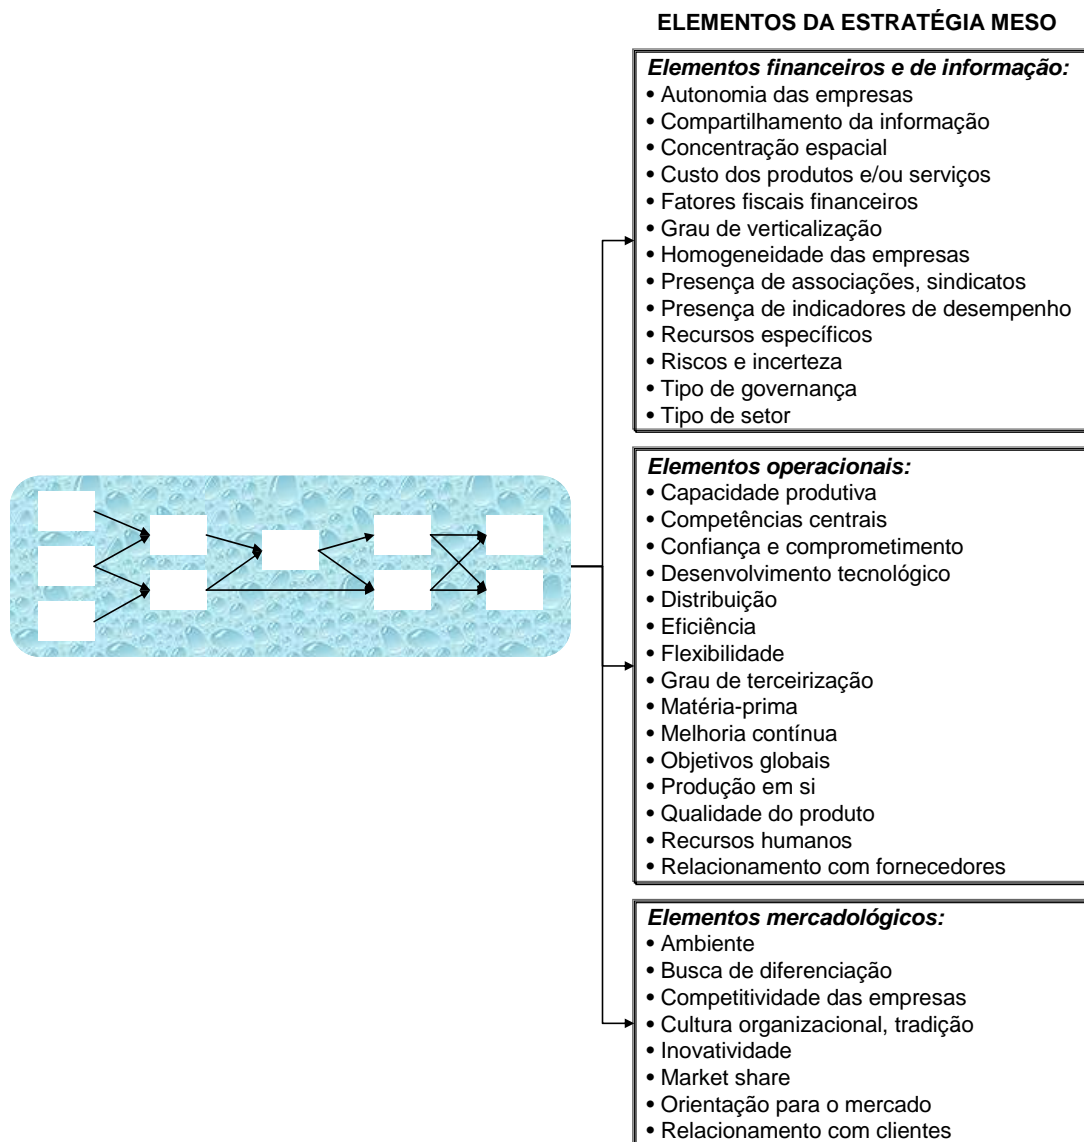 ELEMENTOS DA ESTRATÉGIA MESO
Elementos financeiros e de informação:
• Autonomia das empresas
• Compartilhamento da informação
• Concentração espacial
• Custo dos produtos e/ou serviços
• Fatores fiscais financeiros
• Grau de verticalização
• Homogeneidade das empresas
• Presença de associações, sindicatos
• Presença de indicadores de desempenho
• Recursos específicos
• Riscos e incerteza
• Tipo de governança
• Tipo de setor
Elementos operacionais:
• Capacidade produtiva
• Competências centrais
• Confiança e comprometimento
• Desenvolvimento tecnológico
• Distribuição
• Eficiência
• Flexibilidade
• Grau de terceirização
• Matéria-prima
• Melhoria contínua
• Objetivos globais
• Produção em si
• Qualidade do produto
• Recursos humanos
• Relacionamento com fornecedores
Elementos mercadológicos:
• Ambiente
• Busca de diferenciação
• Competitividade das empresas
• Cultura organizacional, tradição
• Inovatividade
• Market share
• Orientação para o mercado
• Relacionamento com clientes